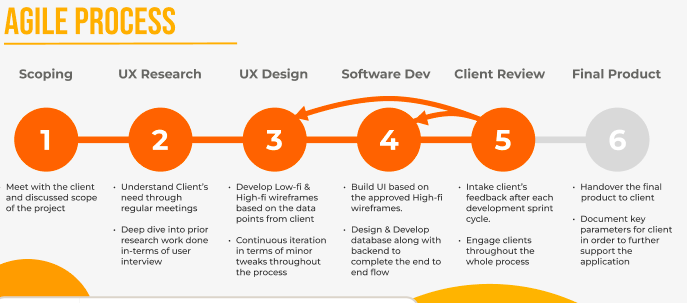 AGILE PROCESS
Scoping
UX Research
UX Design
Software Dev
Client Review
Final Product
1
2
3
4
5
6
Meet with the client
and discussed scope
of the project
· Understand Client's
need through
regular meetings
· Deep dive into prior
research work done
in-terms of user
interview
· Develop Low-fi &
High-fi wireframes
based on the data
points from client
· Continuous iteration
in terms of minor
tweaks throughout
the process
· Build UI based on
the approved High-fi
wireframes.
· Design & Develop
database along with
backend to
complete the end to
end flow
· Intake client's
feedback after each
development sprint
cycle.
· Engage clients
throughout the
whole process
· Handover the final
product to client
· Document key
parameters for client
in order to further
support the
application